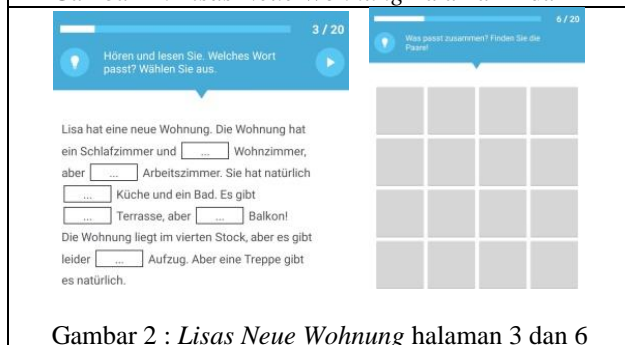 3 / 20
Hören und lesen Sie. Welches Wort
passt? Wählen Sie aus.
Lisa hat eine neue Wohnung. Die Wohnung hat
ein Schlafzimmer und ... Wohnzimmer,
aber ... Arbeitszimmer. Sie hat natürlich
... Küche und ein Bad. Es gibt
... Terrasse, aber ... Balkon!
Die Wohnung liegt im vierten Stock, aber es gibt
leider ... Aufzug. Aber eine Treppe gibt
es natürlich.
6 / 20
Was passt zusammen? Finden Sie die
Paare!
Gambar 2 : Lisas Neue Wohnung halaman 3 dan 6